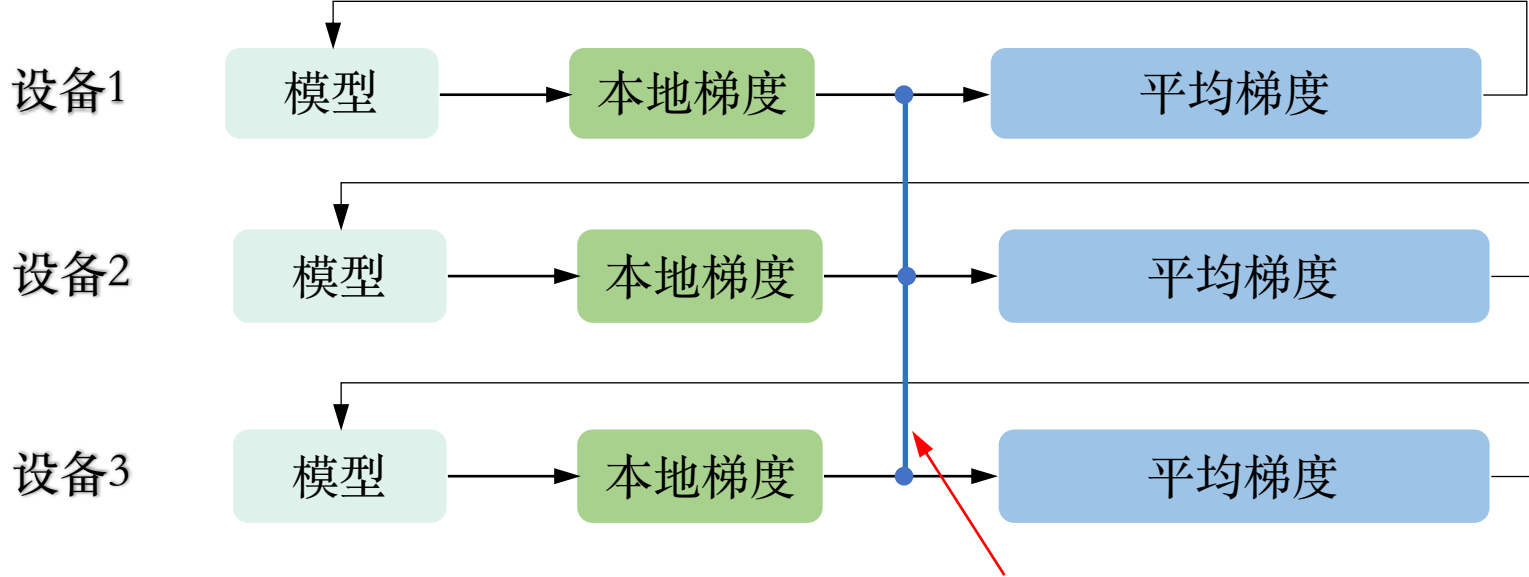 设备1 模型 本地梯度 平均梯度
设备2 模型 本地梯度 平均梯度
设备3 模型 本地梯度 平均梯度